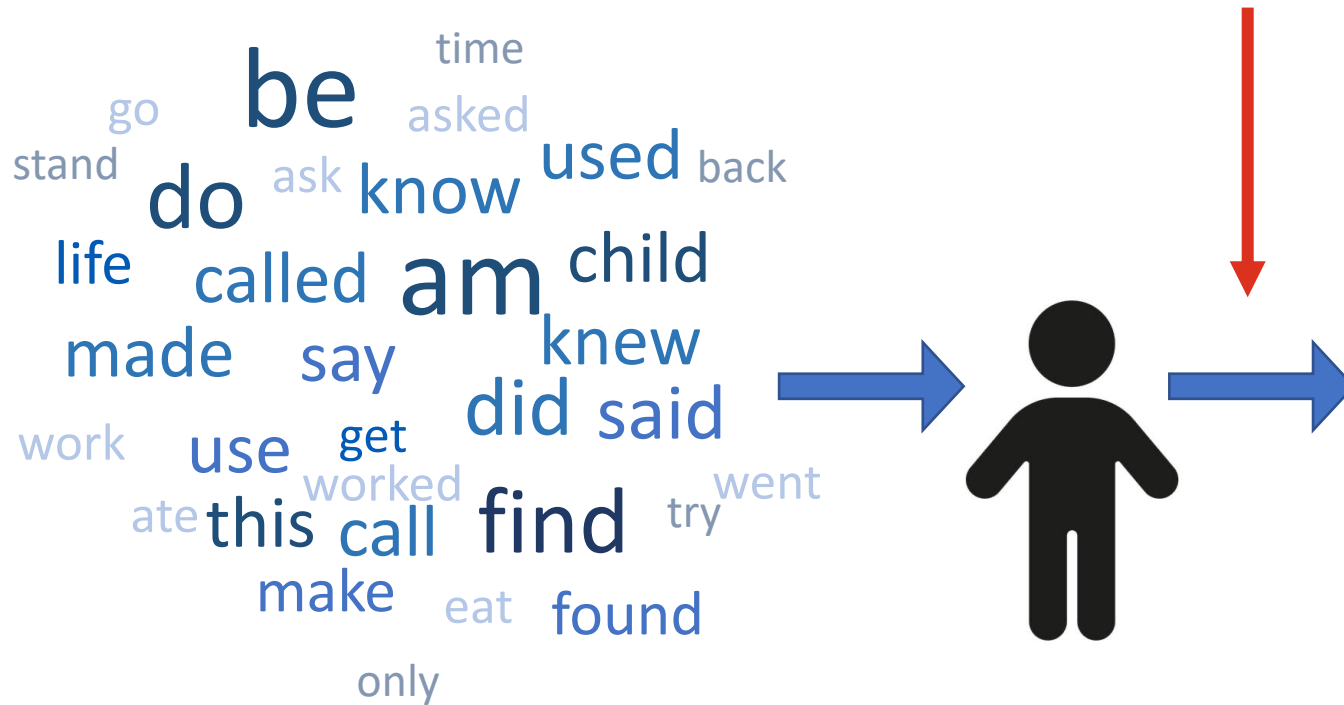 time
be
go
asked
used
stand
ask
back
do
know
life
called
am
child
made
say
knew
did
said
work
use
get
worked
went
ate
this
call
find
try
make
eat
found
only